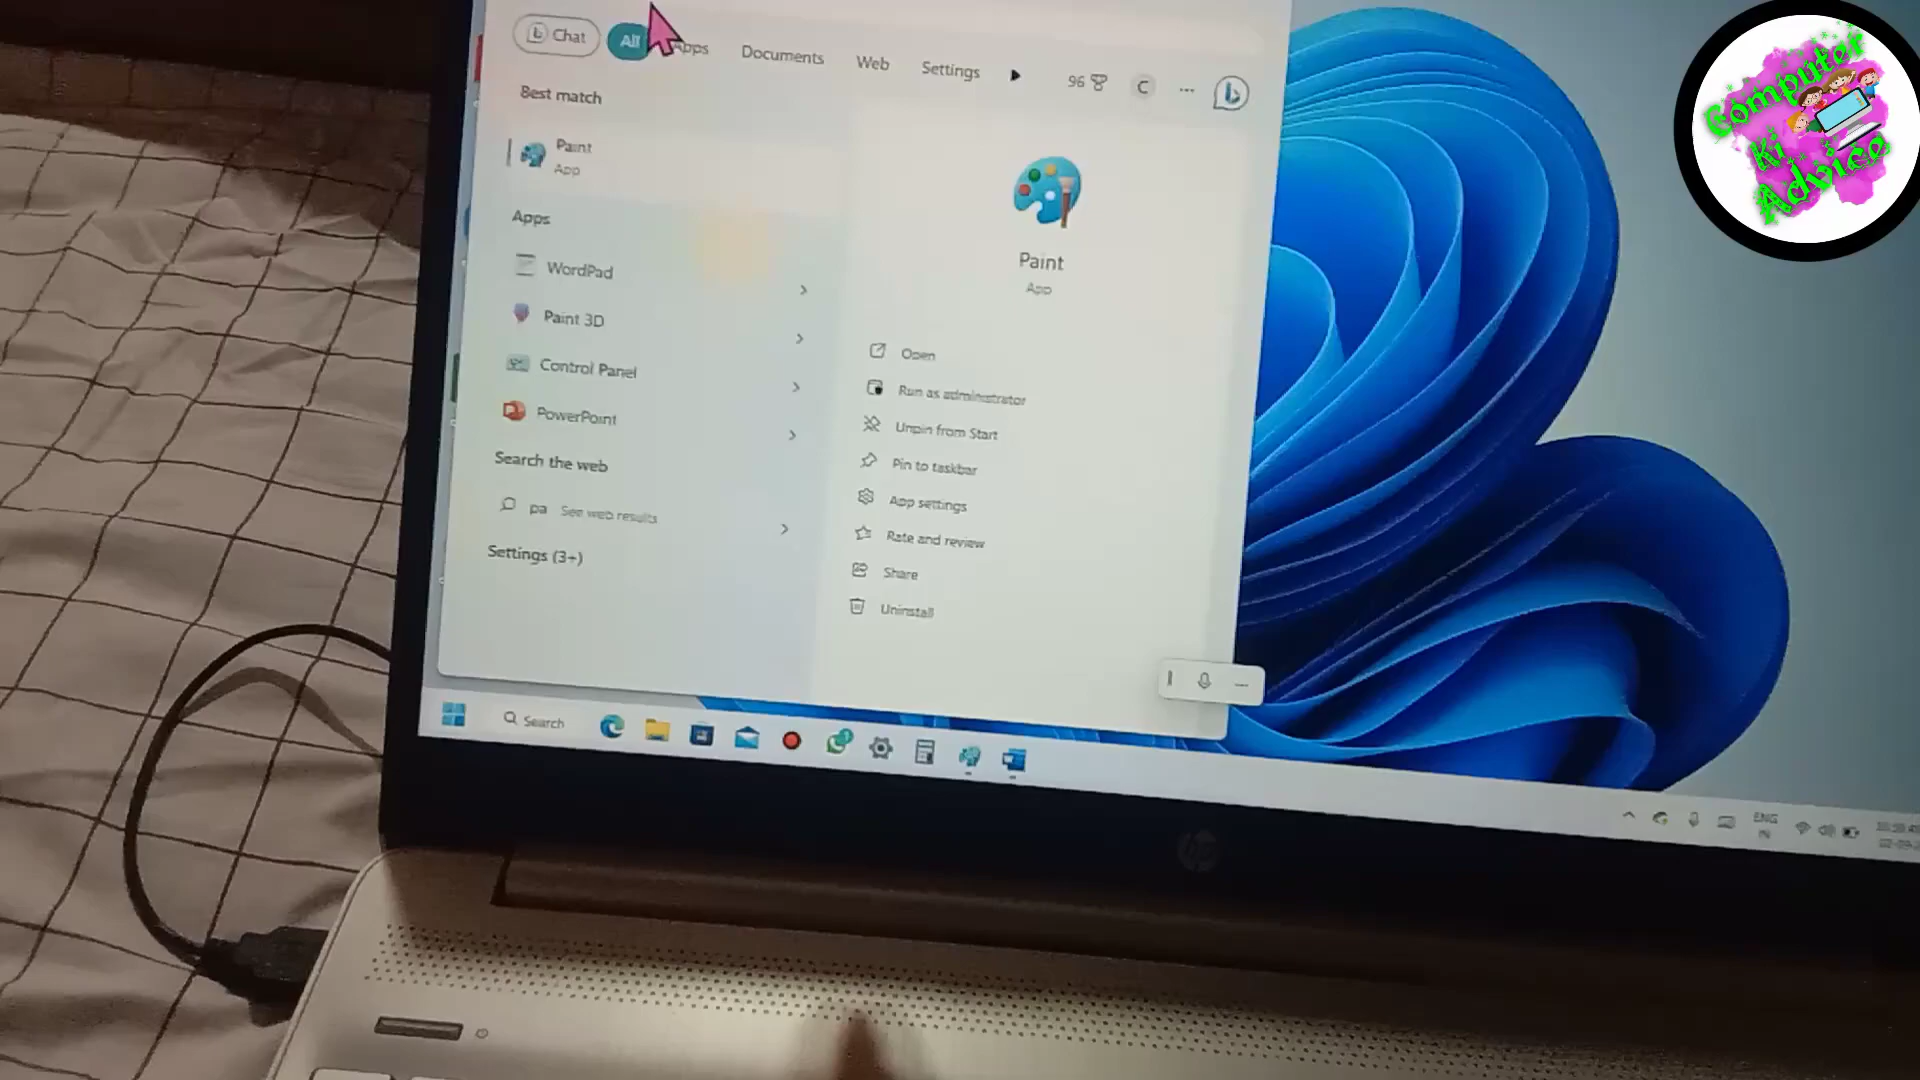 Chat
All
Apps
Documents
Web
Settings
96
C
Best match
Paint
App
Apps
WordPad
Paint 3D
Control Panel
PowerPoint
Search the web
pa See web results
Settings (3+)
Paint
App
Open
Run as administrator
Unpin from Start
Pin to taskbar
App settings
Rate and review
Share
Uninstall
Search
ENG
IN
hp
Computer
Ki
Advice